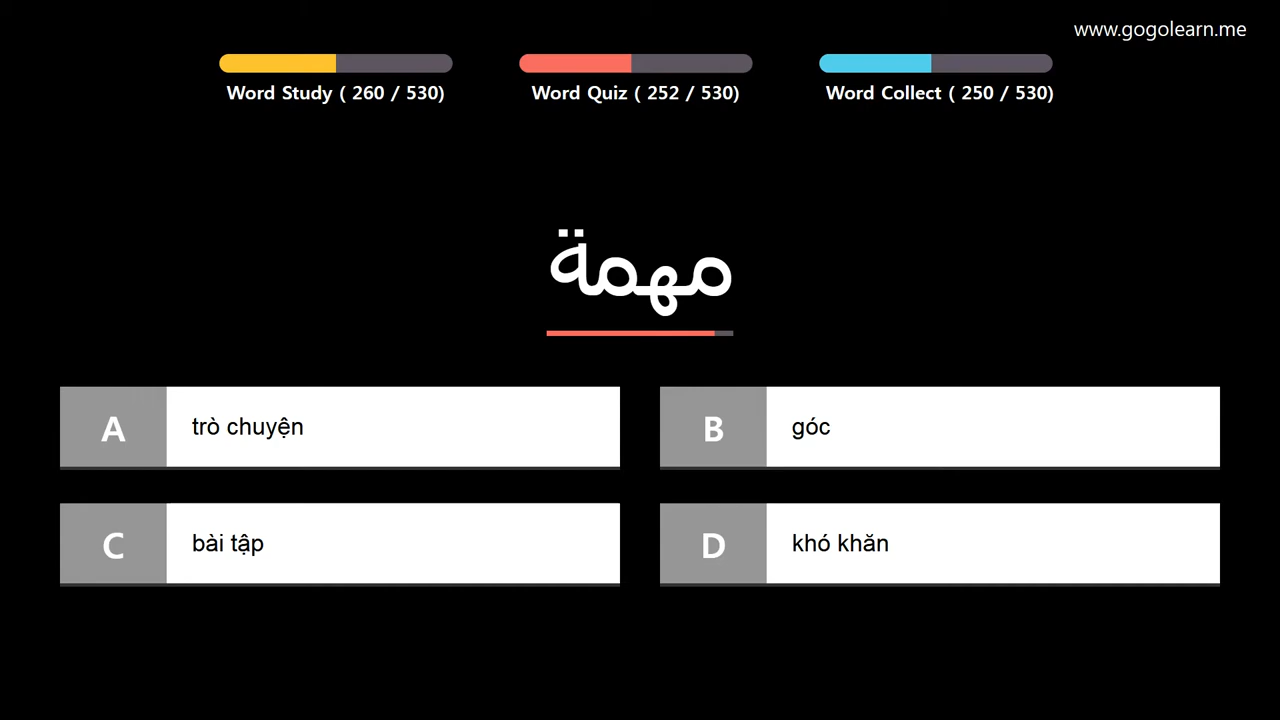 www.gogolearn.me
Word Study ( 260 / 530)
Word Quiz ( 252 / 530)
Word Collect ( 250 / 530)
مهمة
A trò chuyện
B góc
C bài tập
D khó khăn